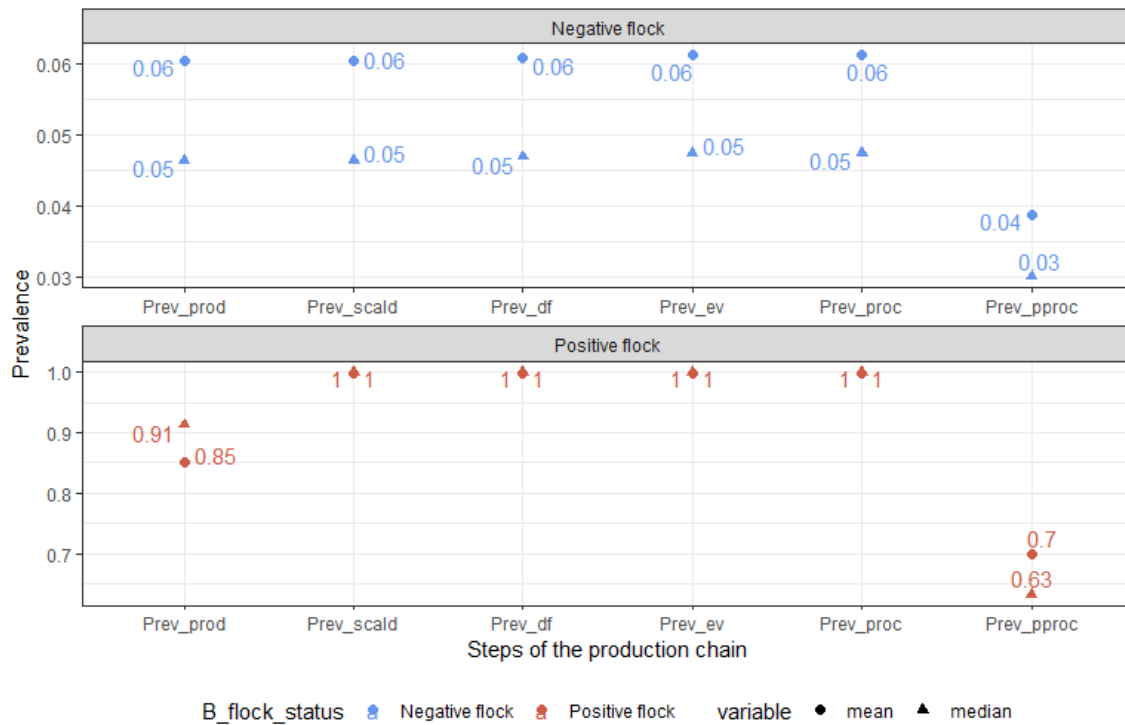 Negative flock
0.06
0.05
0.04
0.03
0.06 0.06 0.06 0.06 0.06
0.05 0.05 0.05 0.05 0.05
0.04
0.03
Prev_prod Prev_scald Prev_df Prev_ev Prev_proc Prev_pproc
Prevalence
Positive flock
1.0
0.9
0.8
0.7
1 1 1 1 1 1 1 1
0.91
0.85
0.7
0.63
Prev_prod Prev_scald Prev_df Prev_ev Prev_proc Prev_pproc
Steps of the production chain
B_flock_status a Negative flock a Positive flock variable mean median